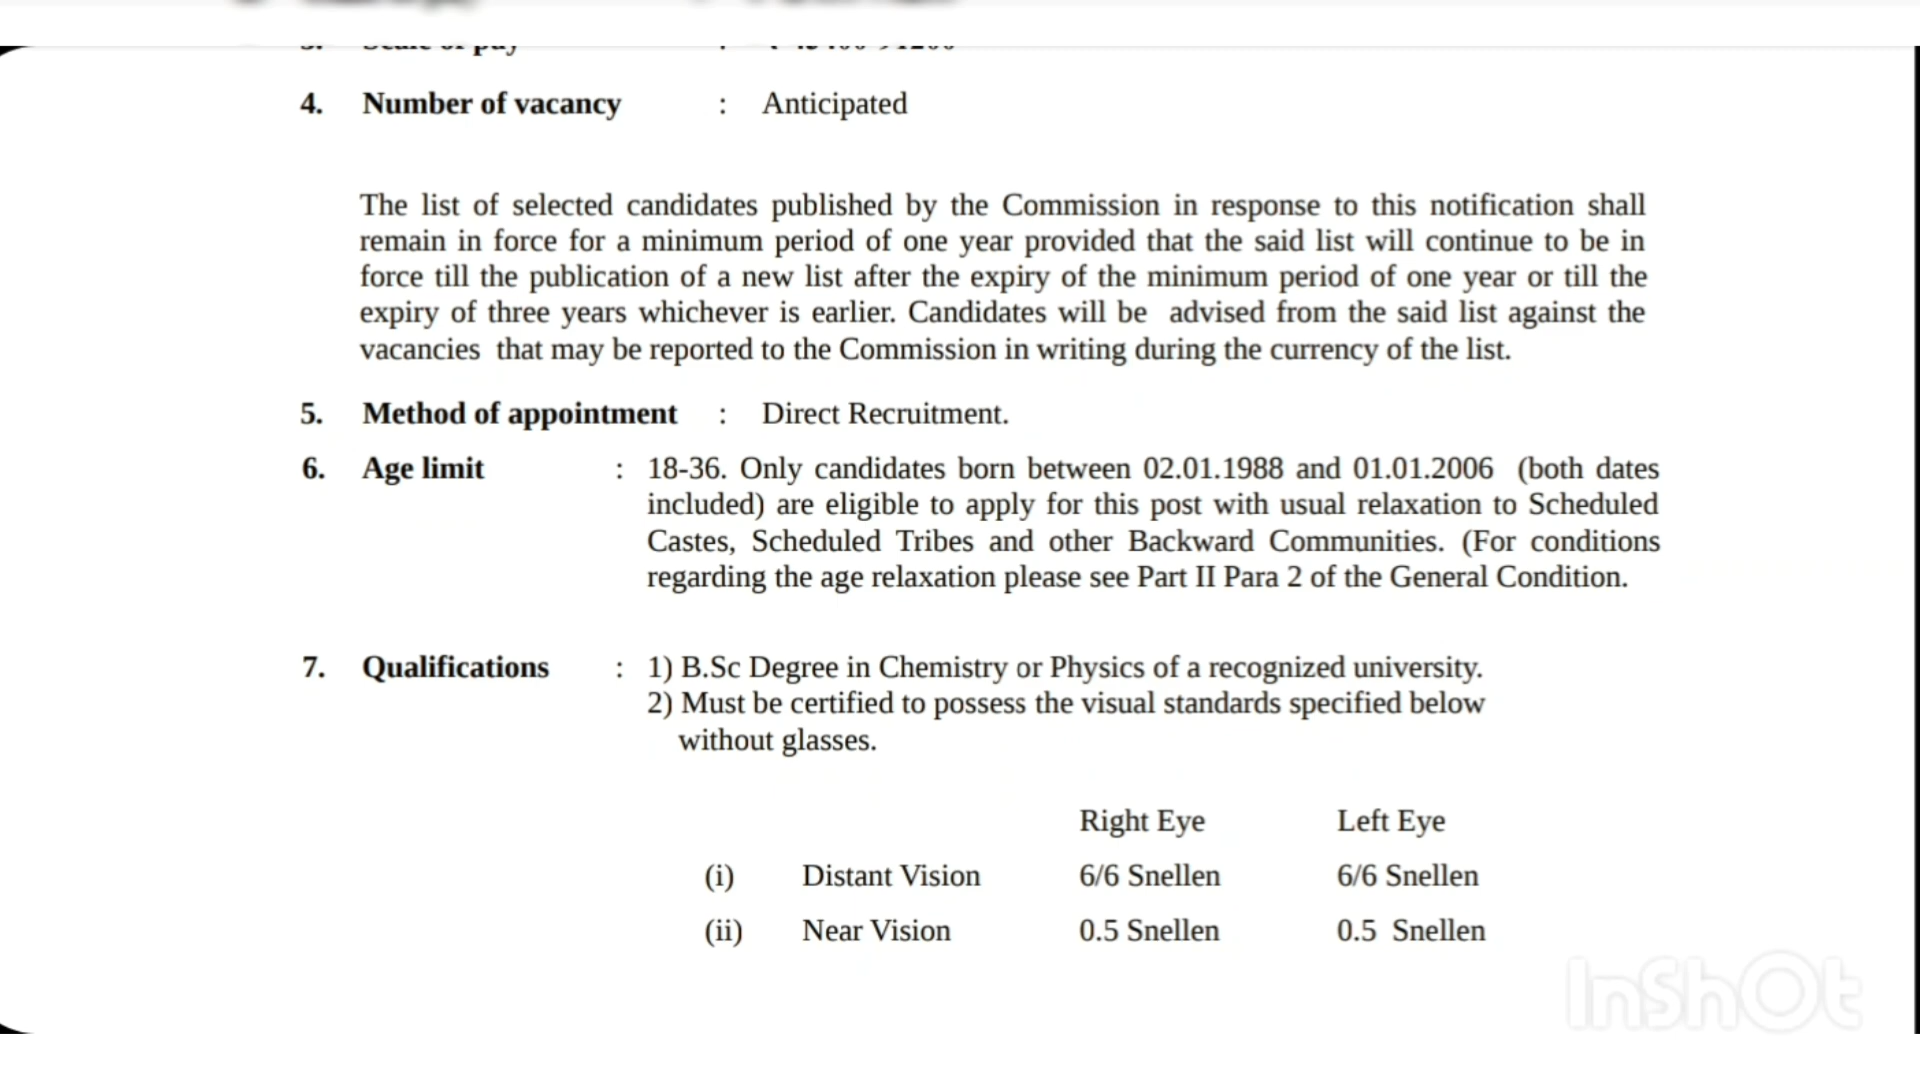 3. Scale of pay :
4. Number of vacancy : Anticipated
The list of selected candidates published by the Commission in response to this notification shall
remain in force for a minimum period of one year provided that the said list will continue to be in
force till the publication of a new list after the expiry of the minimum period of one year or till the
expiry of three years whichever is earlier. Candidates will be advised from the said list against the
vacancies that may be reported to the Commission in writing during the currency of the list.
5. Method of appointment : Direct Recruitment.
6. Age limit : 18-36. Only candidates born between 02.01.1988 and 01.01.2006 (both dates
included) are eligible to apply for this post with usual relaxation to Scheduled
Castes, Scheduled Tribes and other Backward Communities. (For conditions
regarding the age relaxation please see Part II Para 2 of the General Condition.
7. Qualifications : 1) B.Sc Degree in Chemistry or Physics of a recognized university.
2) Must be certified to possess the visual standards specified below
without glasses.
Right Eye Left Eye
(i) Distant Vision 6/6 Snellen 6/6 Snellen
(ii) Near Vision 0.5 Snellen 0.5 Snellen
InShOt